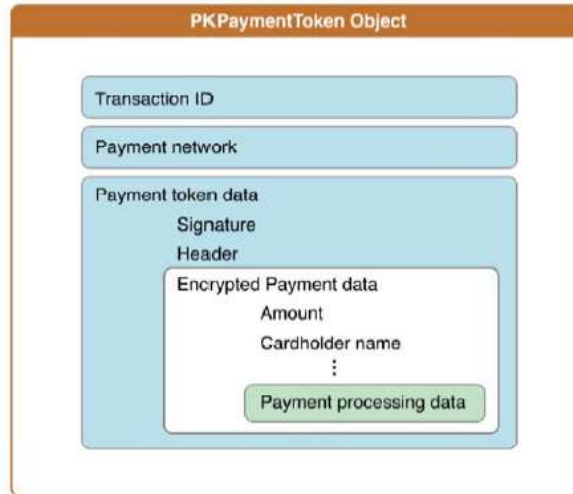 PKPaymentToken Object
Transaction ID
Payment network
Payment token data
Signature
Header
Encrypted Payment data
Amount
Cardholder name
⋮
Payment processing data